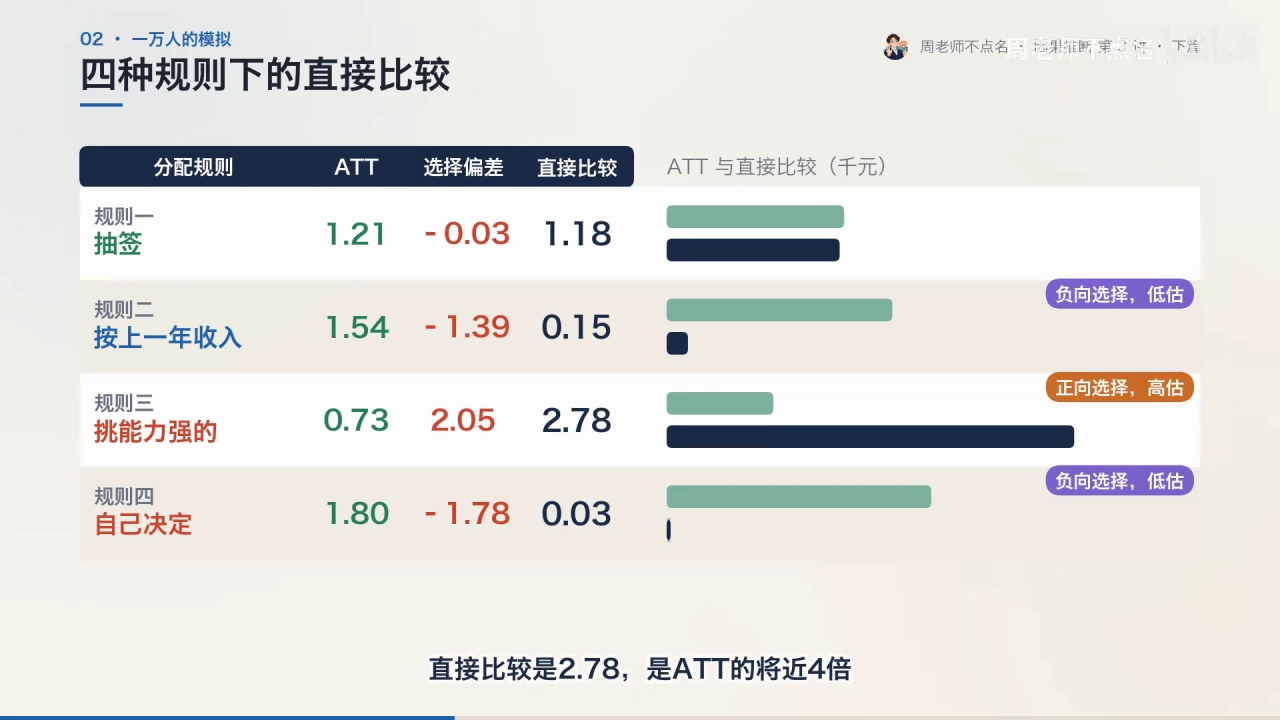 02 · 一万人的模拟
四种规则下的直接比较
周老师不点名
下篇
分配规则 ATT 选择偏差 直接比较 ATT 与直接比较（千元）
规则一
抽签 1.21 - 0.03 1.18
规则二
按上一年收入 1.54 - 1.39 0.15
负向选择，低估
规则三
挑能力强的 0.73 2.05 2.78
正向选择，高估
规则四
自己决定 1.80 - 1.78 0.03
负向选择，低估
直接比较是2.78，是ATT的将近4倍